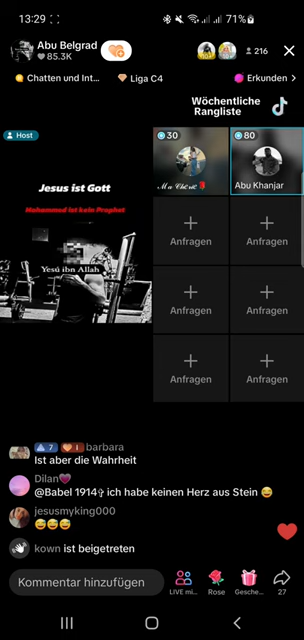 13:29
71%
Abu Belgrad
85.3K
216
Chatten und Int...
Liga C4
Erkunden >
Wöchentliche
Rangliste
Host
30
80
Jesus ist Gott
Mohammed ist kein Prophet
Yesú ibn Allah
Abu Khanjar
Anfragen
Anfragen
Anfragen
Anfragen
Anfragen
Anfragen
7
1
barbara
Ist aber die Wahrheit
Dilan
@Babel 1914✞ ich habe keinen Herz aus Stein 😅
jesusmyking000
😅😅😅
kown ist beigetreten
Kommentar hinzufügen
LIVE mi...
Rose
Gesche...
27